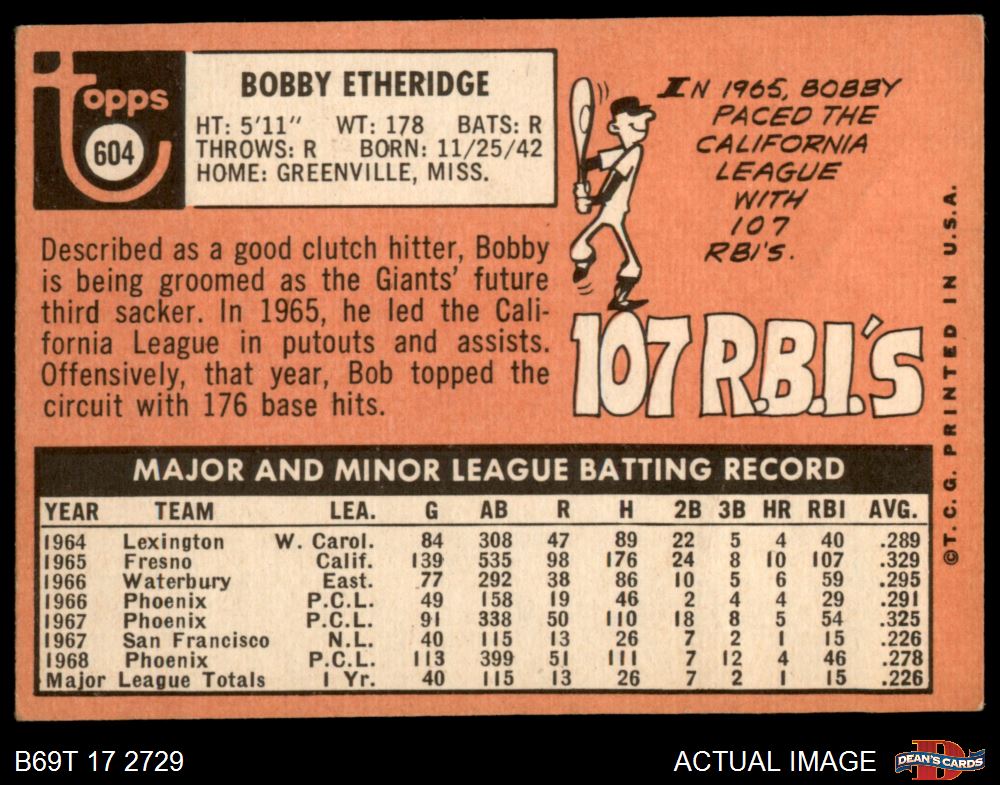 topps
604
BOBBY ETHERIDGE
HT: 5'11" WT: 178 BATS: R
THROWS: R BORN: 11/25/42
HOME: GREENVILLE, MISS.
Described as a good clutch hitter, Bobby
is being groomed as the Giants' future
third sacker. In 1965, he led the Cali-
fornia League in putouts and assists.
Offensively, that year, Bob topped the
circuit with 176 base hits.
IN 1965, BOBBY
PACED THE
CALIFORNIA
LEAGUE
WITH
107
RBI'S.
107 R.B.I.'S
©T.C.G. PRINTED IN U.S.A.
MAJOR AND MINOR LEAGUE BATTING RECORD
YEAR TEAM LEA. G AB R H 2B 3B HR RBI AVG.
1964 Lexington W. Carol. 84 308 47 89 22 5 4 40 .289
1965 Fresno Calif. 139 535 98 176 24 8 10 107 .329
1966 Waterbury East. 77 292 38 86 10 5 6 59 .295
1966 Phoenix P.C.L. 49 158 19 46 2 4 4 29 .291
1967 Phoenix P.C.L. 91 338 50 110 18 8 5 54 .325
1967 San Francisco N.L. 40 115 13 26 7 2 1 15 .226
1968 Phoenix P.C.L. 113 399 51 111 7 12 4 46 .278
Major League Totals 1 Yr. 40 115 13 26 7 2 1 15 .226
B69T 17 2729
ACTUAL IMAGE
DEAN'S CARDS